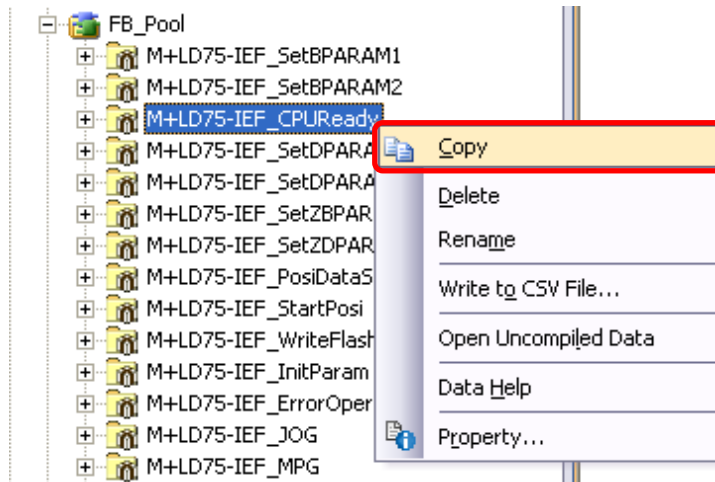 FB_Pool
M+LD75-IEF_SetBPARAM1
M+LD75-IEF_SetBPARAM2
M+LD75-IEF_CPUReady
Copy
M+LD75-IEF_SetDPARA
M+LD75-IEF_SetDPARA
Delete
M+LD75-IEF_SetZBPAR
Rename
M+LD75-IEF_SetZDPAR
M+LD75-IEF_PosiDataS
Write to CSV File...
M+LD75-IEF_StartPosi
M+LD75-IEF_WriteFlash
Open Uncompiled Data
M+LD75-IEF_InitParam
Data Help
M+LD75-IEF_ErrorOper
M+LD75-IEF_JOG
Property...
M+LD75-IEF_MPG